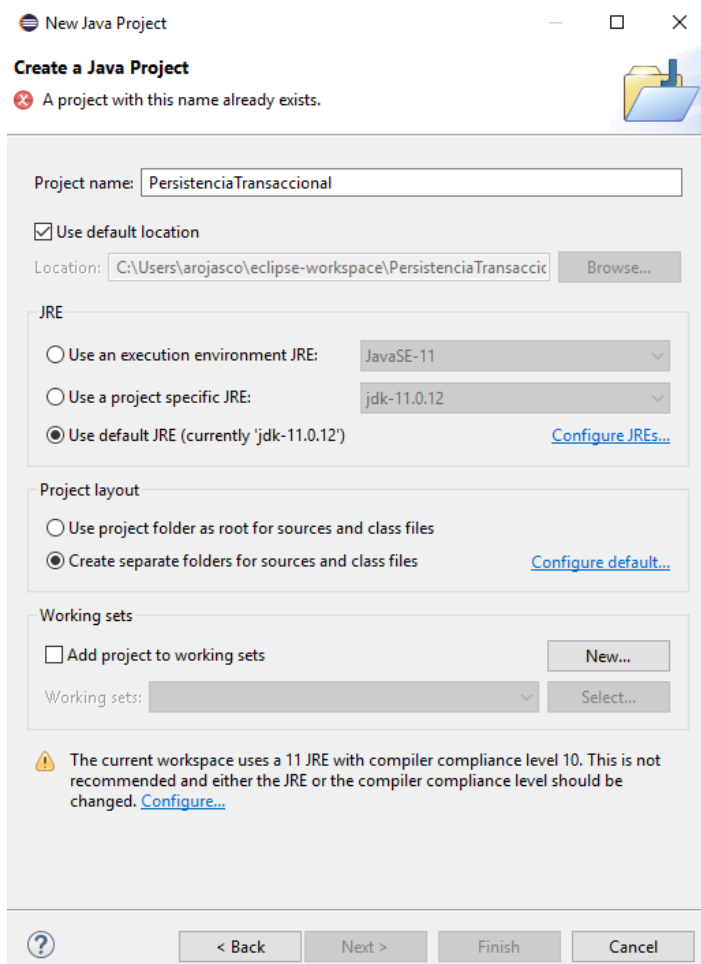 New Java Project
Create a Java Project
A project with this name already exists.
Project name: PersistenciaTransaccional
Use default location
Location: C:\Users\arojasco\eclipse-workspace\PersistenciaTransaccic Browse...
JRE
Use an execution environment JRE: JavaSE-11
Use a project specific JRE: jdk-11.0.12
Use default JRE (currently 'jdk-11.0.12') Configure JREs...
Project layout
Use project folder as root for sources and class files
Create separate folders for sources and class files Configure default...
Working sets
Add project to working sets New...
Working sets: Select...
The current workspace uses a 11 JRE with compiler compliance level 10. This is not
recommended and either the JRE or the compiler compliance level should be
changed. Configure...
? < Back Next > Finish Cancel